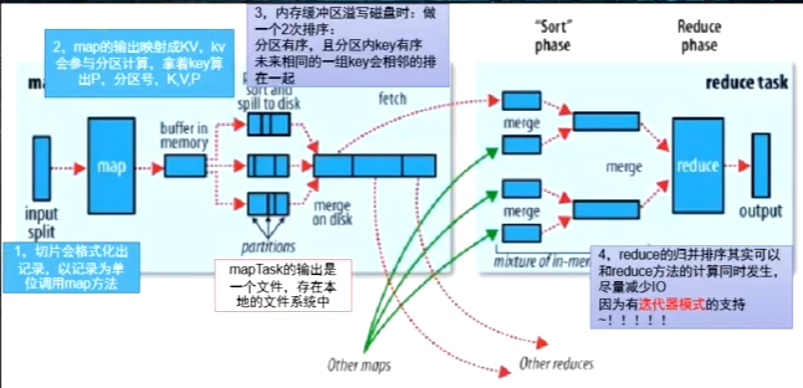 2，map的输出映射成KV，kv
会参与分区计算，拿着key算
出P，分区号，K,V,P
3，内存缓冲区溢写磁盘时：做
一个2次排序：
分区有序，且分区内key有序
未来相同的一组key会相邻的排
在一起
sort and
spill to disk
fetch
buffer in
memory
map
input
split
partitions
merge
on disk
1，切片会格式化出
记录，以记录为单
位调用map方法
mapTask的输出是
一个文件，存在本
地的文件系统中
"Sort"
phase
Reduce
phase
reduce task
merge
merge
merge
reduce
output
mixture of in-mem
4，reduce的归并排序其实可以
和reduce方法的计算同时发生，
尽量减少IO
因为有迭代器模式的支持
~！！！！！
Other maps
Other reduces